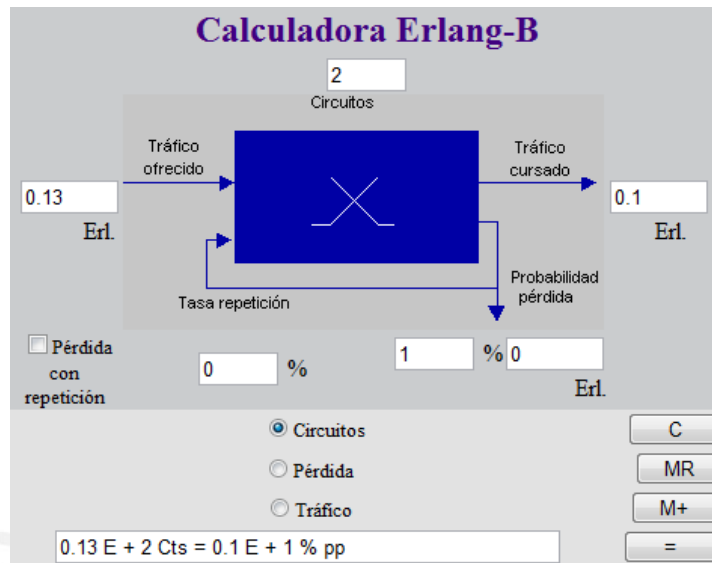 Calculadora Erlang-B
2
Circuitos
Tráfico
ofrecido
Tráfico
cursado
0.13
Erl.
0.1
Erl.
Tasa repetición
Probabilidad
pérdida
Pérdida
con
repetición
0 %
1 % 0
Erl.
Circuitos
C
Pérdida
MR
Tráfico
M+
0.13 E + 2 Cts = 0.1 E + 1 % pp
=